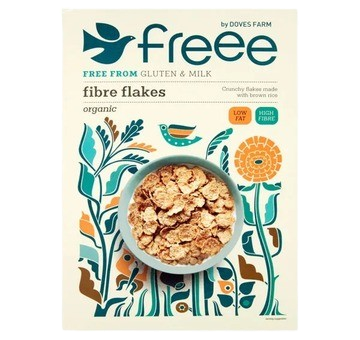 by DOVES FARM
freee
FREE FROM GLUTEN & MILK
fibre flakes
organic
Crunchy flakes made
with brown rice
LOW
FAT
HIGH
FIBRE